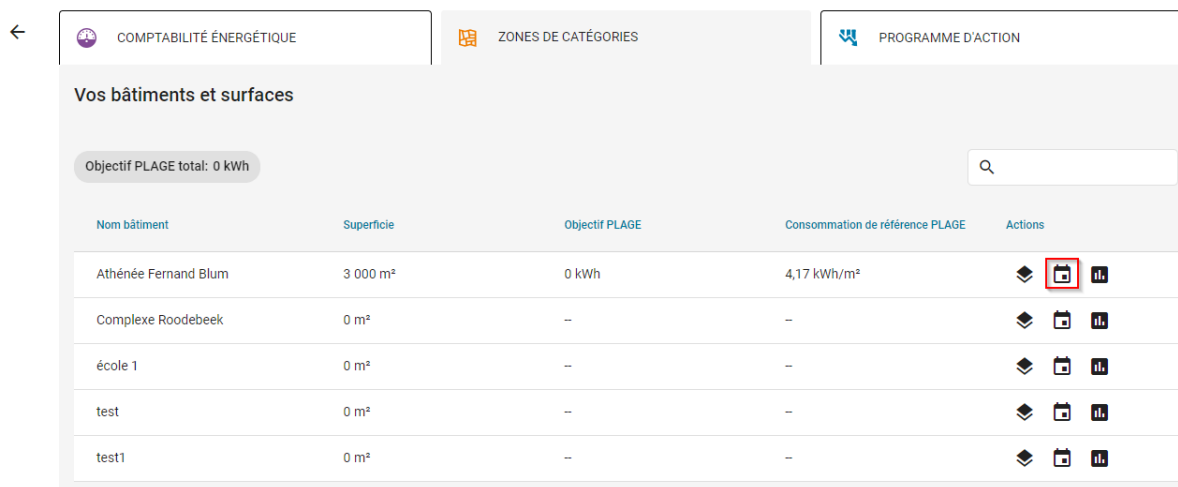 COMPTABILITÉ ÉNERGÉTIQUE ZONES DE CATÉGORIES PROGRAMME D'ACTION
Vos bâtiments et surfaces
Objectif PLAGE total: 0 kWh
Nom bâtiment Superficie Objectif PLAGE Consommation de référence PLAGE Actions
Athénée Fernand Blum 3 000 m² 0 kWh 4,17 kWh/m²
Complexe Roodebeek 0 m² -- --
école 1 0 m² -- --
test 0 m² -- --
test1 0 m² -- --